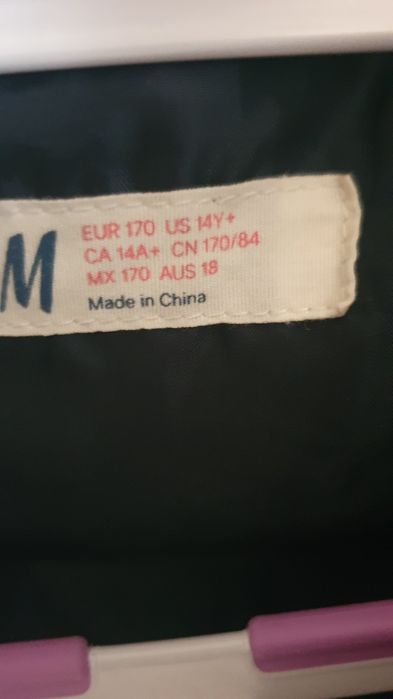 M
EUR 170 US 14Y+
CA 14A+ CN 170/84
MX 170 AUS 18
Made in China